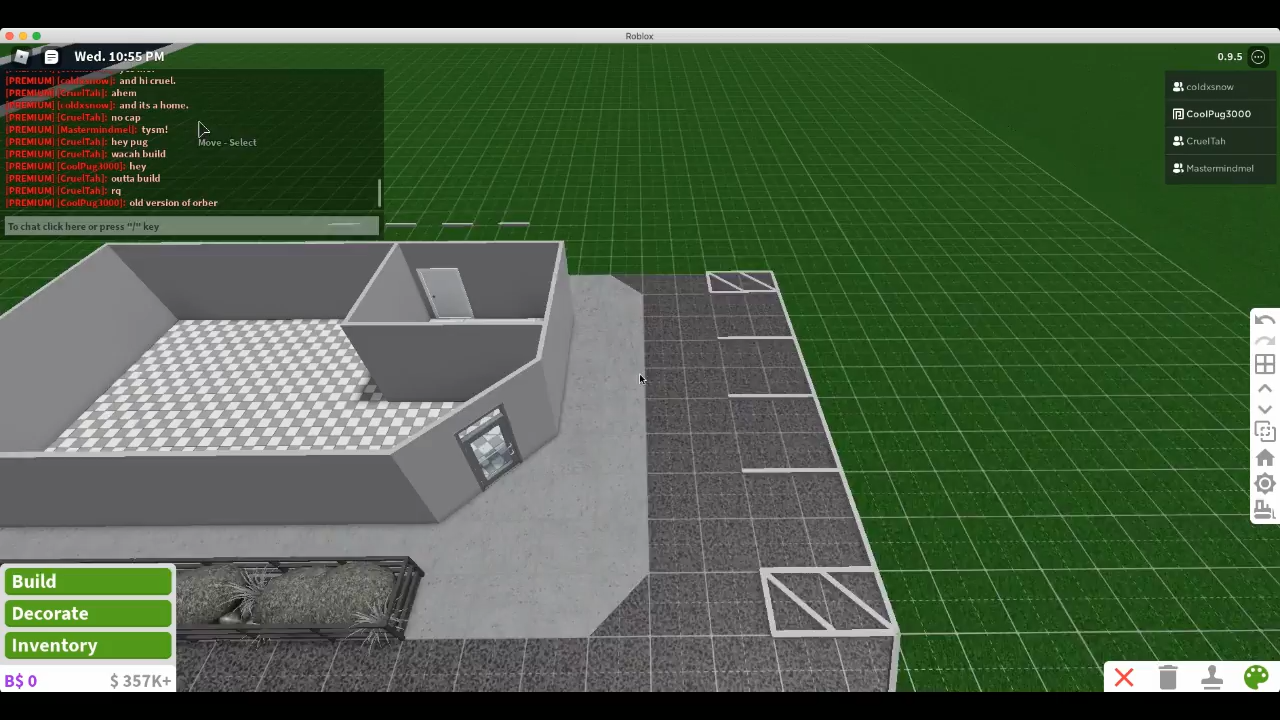 Roblox
Wed. 10:55 PM
0.9.5
[PREMIUM] [coldxsnow]: and hi cruel.
[PREMIUM] [CruelTah]: ahem
[PREMIUM] [coldxsnow]: and its a home.
[PREMIUM] [CruelTah]: no cap
[PREMIUM] [Mastermindmel]: tysm!
[PREMIUM] [CruelTah]: hey pug
[PREMIUM] [CruelTah]: wacah build
[PREMIUM] [CoolPug3000]: hey
[PREMIUM] [CruelTah]: outta build
[PREMIUM] [CruelTah]: rq
[PREMIUM] [CoolPug3000]: old version of orber
Move - Select
To chat click here or press "/" key
coldxsnow
CoolPug3000
CruelTah
Mastermindmel
Build
Decorate
Inventory
B$ 0
$ 357K+